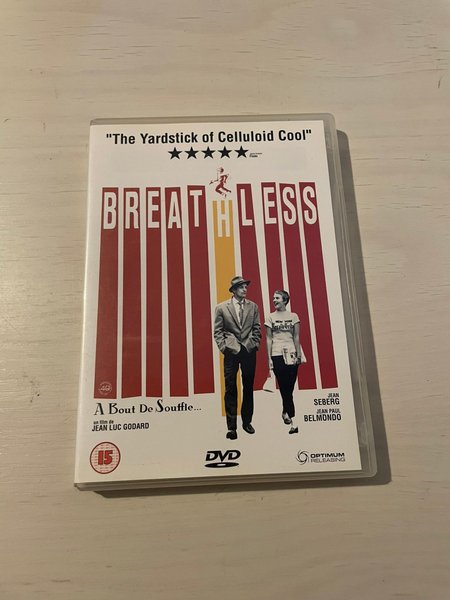 "The Yardstick of Celluloid Cool"
BREATHLESS
A Bout De Souffle...
un film de
JEAN LUC GODARD
JEAN
SEBERG
JEAN PAUL
BELMONDO
15
DVD
OPTIMUM
RELEASING